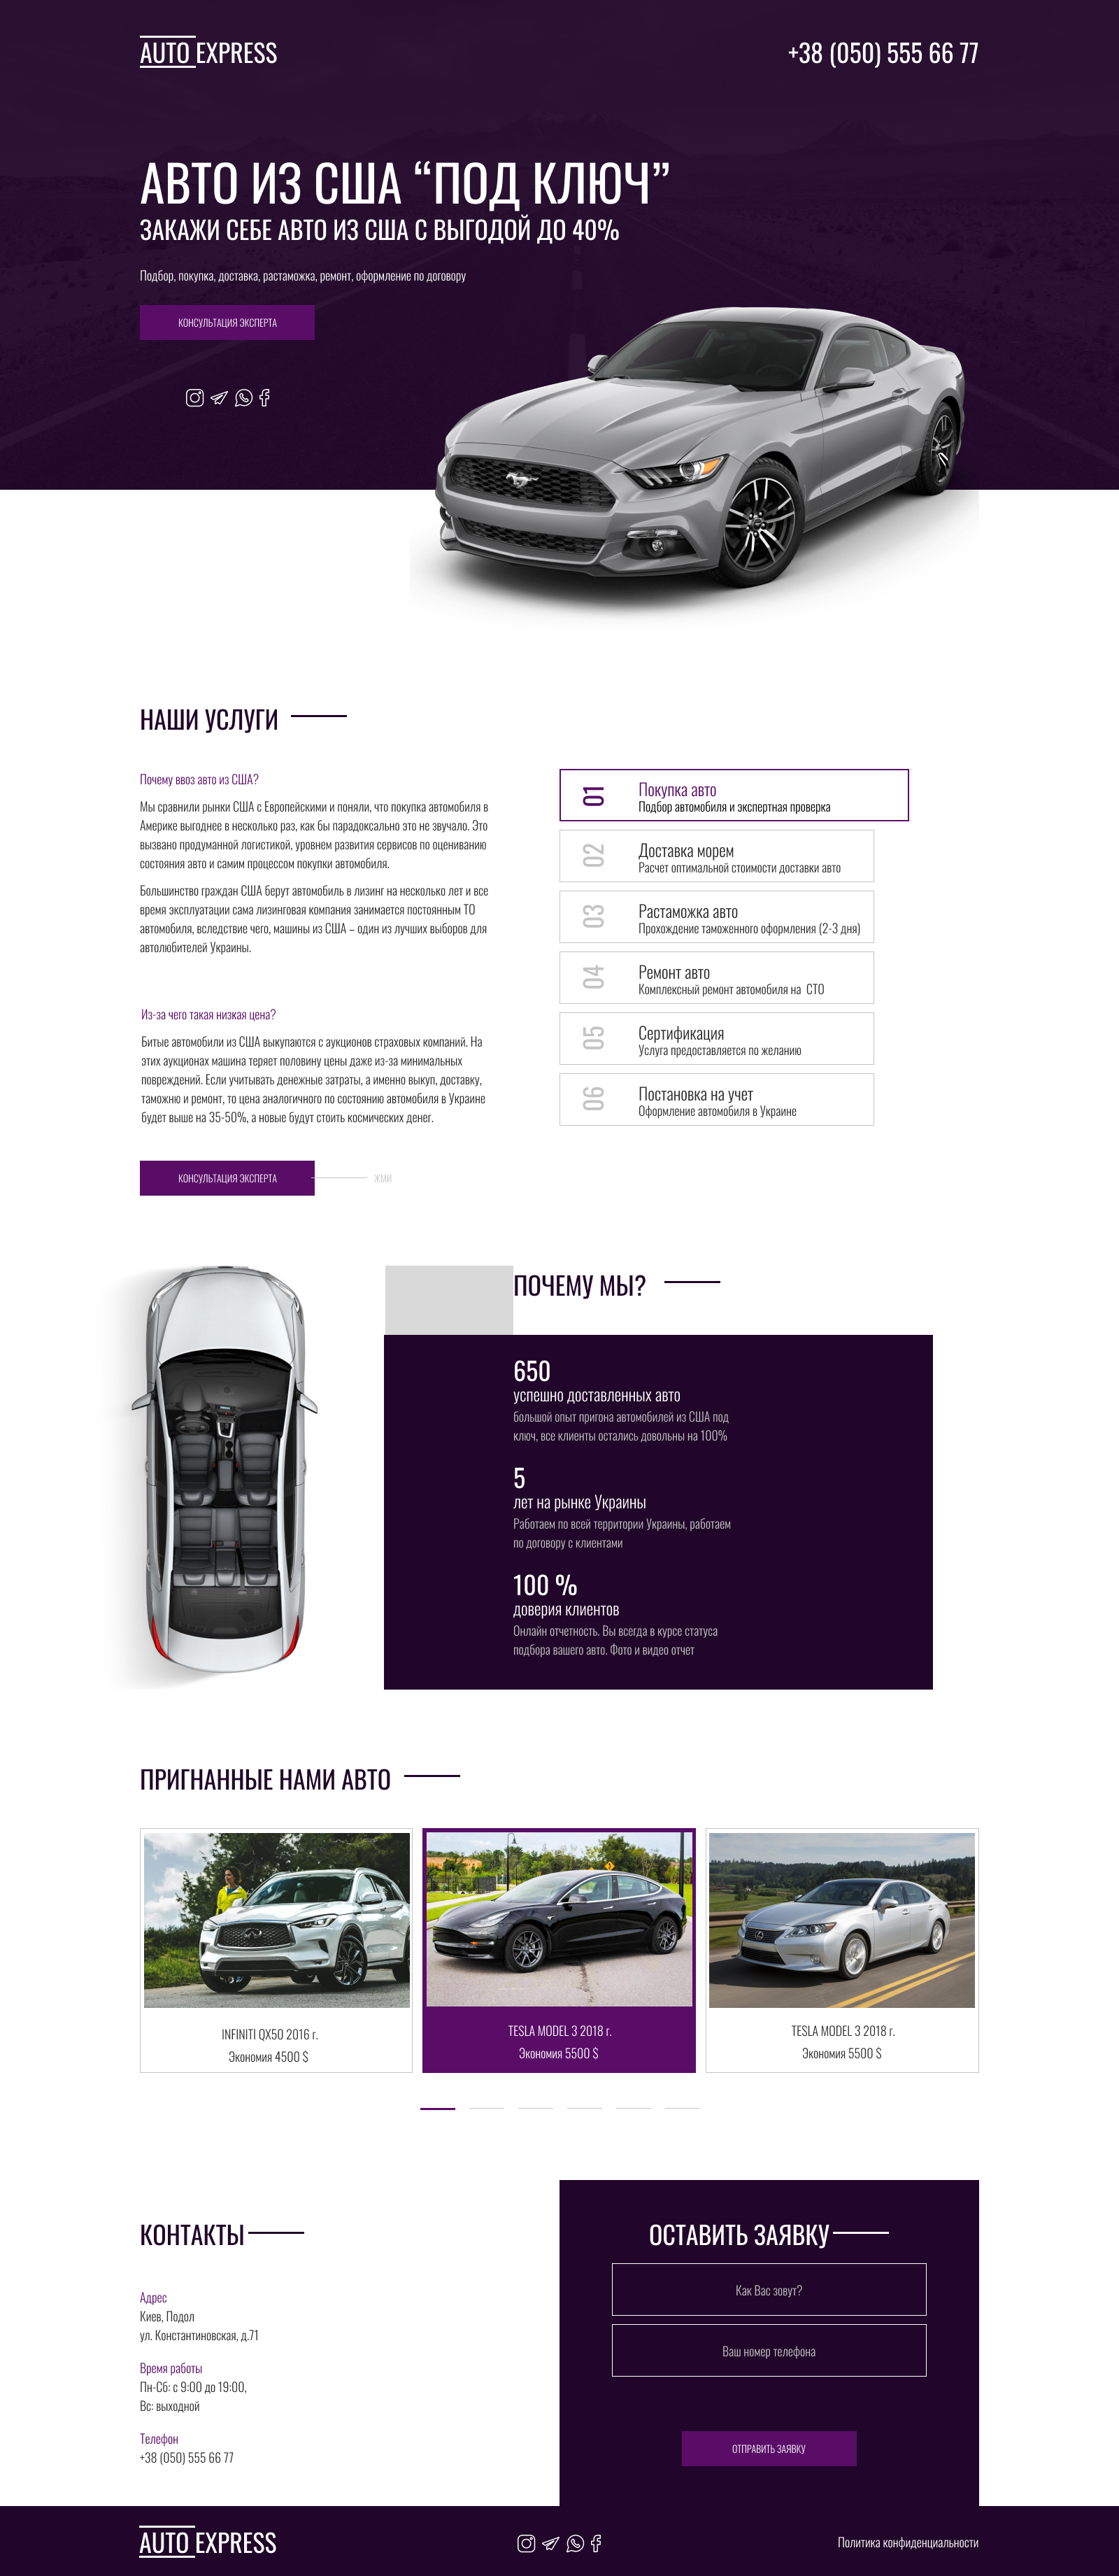 AUTO EXPRESS
+38 (050) 555 66 77
АВТО ИЗ США “ПОД КЛЮЧ”
ЗАКАЖИ СЕБЕ АВТО ИЗ США С ВЫГОДОЙ ДО 40%
Подбор, покупка, доставка, растаможка, ремонт, оформление по договору
КОНСУЛЬТАЦИЯ ЭКСПЕРТА
НАШИ УСЛУГИ
Почему ввоз авто из США?
Мы сравнили рынки США с Европейскими и поняли, что покупка автомобиля в
Америке выгоднее в несколько раз, как бы парадоксально это не звучало. Это
вызвано продуманной логистикой, уровнем развития сервисов по оцениванию
состояния авто и самим процессом покупки автомобиля.
Большинство граждан США берут автомобиль в лизинг на несколько лет и все
время эксплуатации сама лизинговая компания занимается постоянным ТО
автомобиля, вследствие чего, машины из США – один из лучших выборов для
автолюбителей Украины.
Из-за чего такая низкая цена?
Битые автомобили из США выкупаются с аукционов страховых компаний. На
этих аукционах машина теряет половину цены даже из-за минимальных
повреждений. Если учитывать денежные затраты, а именно выкуп, доставку,
таможню и ремонт, то цена аналогичного по состоянию автомобиля в Украине
будет выше на 35-50%, а новые будут стоить космических денег.
КОНСУЛЬТАЦИЯ ЭКСПЕРТА
ЖМИ
01
Покупка авто
Подбор автомобиля и экспертная проверка
02
Доставка морем
Расчет оптимальной стоимости доставки авто
03
Растаможка авто
Прохождение таможенного оформления (2-3 дня)
04
Ремонт авто
Комплексный ремонт автомобиля на  СТО
05
Сертификация
Услуга предоставляется по желанию
06
Постановка на учет
Оформление автомобиля в Украине
ПОЧЕМУ МЫ?
650
успешно доставленных авто
большой опыт пригона автомобилей из США под
ключ, все клиенты остались довольны на 100%
5
лет на рынке Украины
Работаем по всей территории Украины, работаем
по договору с клиентами
100 %
доверия клиентов
Онлайн отчетность. Вы всегда в курсе статуса
подбора вашего авто. Фото и видео отчет
ПРИГНАННЫЕ НАМИ АВТО
INFINITI QX50 2016 г.
Экономия 4500 $
TESLA MODEL 3 2018 г.
Экономия 5500 $
TESLA MODEL 3 2018 г.
Экономия 5500 $
КОНТАКТЫ
Адрес
Киев, Подол
ул. Константиновская, д.71
Время работы
Пн-Сб: с 9:00 до 19:00,
Вс: выходной
Телефон
+38 (050) 555 66 77
ОСТАВИТЬ ЗАЯВКУ
Как Вас зовут?
Ваш номер телефона
ОТПРАВИТЬ ЗАЯВКУ
AUTO EXPRESS
Политика конфиденциальности